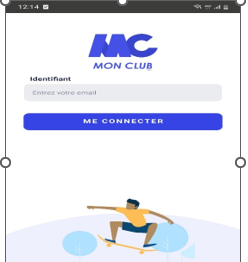 12:14
MC
MON CLUB
Identifiant
Entrez votre email
ME CONNECTER